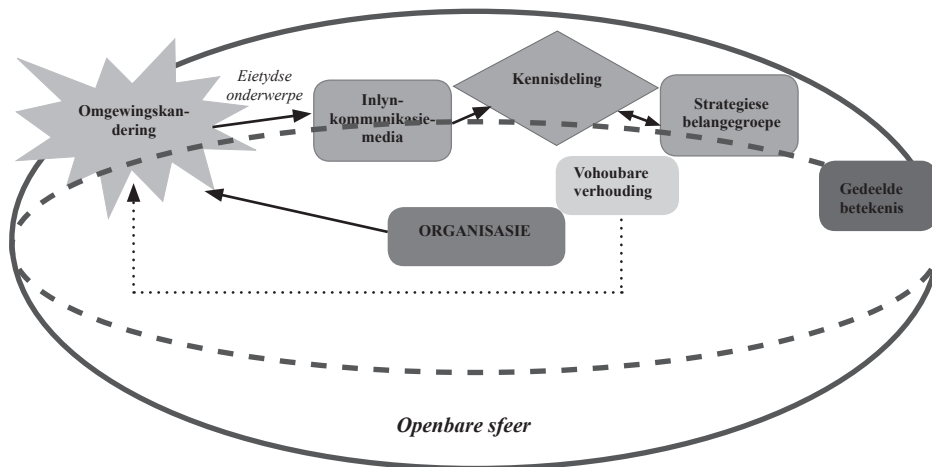 Omgewingskan-
dering
Eietydse
onderwerpe
Inlyn-
kommunikasie-
media
Kennisdeling
Strategiese
belangegroepe
Vohoubare
verhouding
Gedeelde
betekenis
ORGANISASIE
Openbare sfeer